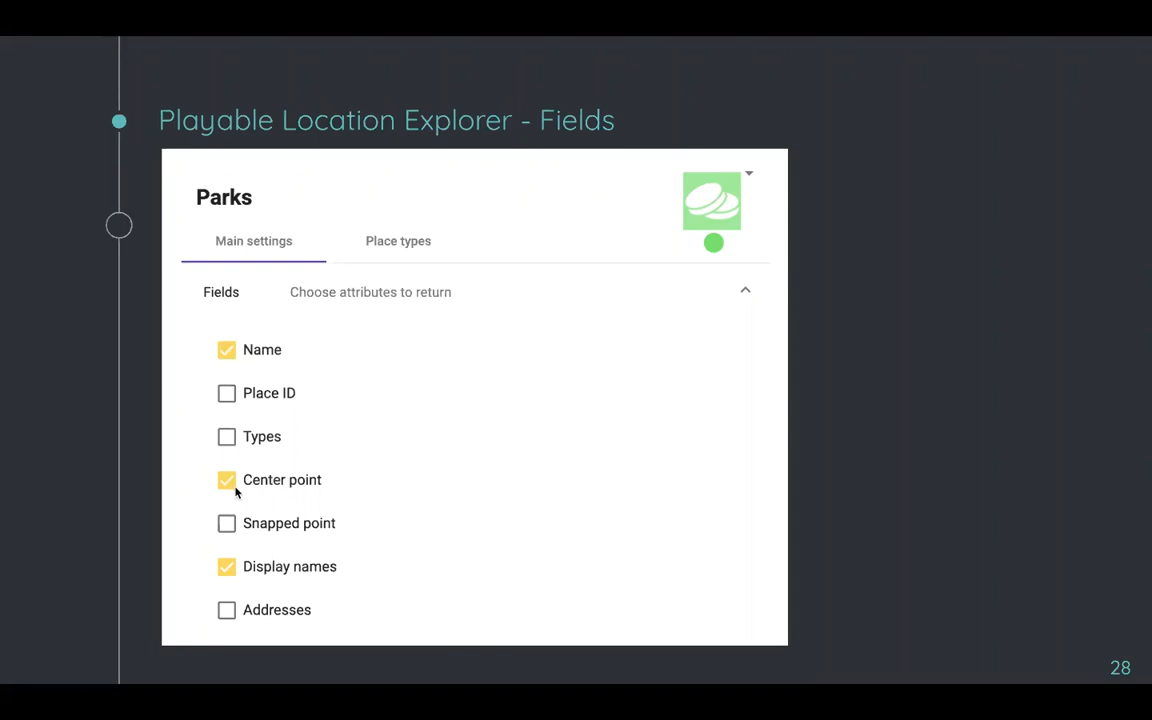 Playable Location Explorer - Fields
Parks
Main settings Place types
Fields Choose attributes to return
Name
Place ID
Types
Center point
Snapped point
Display names
Addresses
28